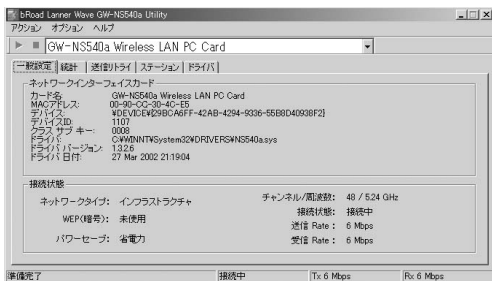 bRoad Lanner Wave GW-NS540a Utility
アクション オプション ヘルプ
GW-NS540a Wireless LAN PC Card
一般設定 統計 送信リトライ ステーション ドライバ
ネットワークインターフェイスカード
カード名: GW-NS540a Wireless LAN PC Card
MACアドレス: 00-90-CC-30-4C-E5
デバイス: ¥DEVICE¥{29BCA6FF-42AB-4294-9336-55B8D40938F2}
デバイスID: 1107
クラス サブ キー: 0008
ドライバ: C:¥WINNT¥System32¥DRIVERS¥NS540a.sys
ドライバ バージョン: 1.3.2.6
ドライバ 日付: 27 Mar 2002 21:19:04
接続状態
ネットワークタイプ: インフラストラクチャ
チャンネル/周波数: 48 / 5.24 GHz
接続状態: 接続中
WEP(暗号): 未使用
送信 Rate : 6 Mbps
パワーセーブ: 省電力
受信 Rate : 6 Mbps
準備完了 接続中 Tx 6 Mbps Rx 6 Mbps